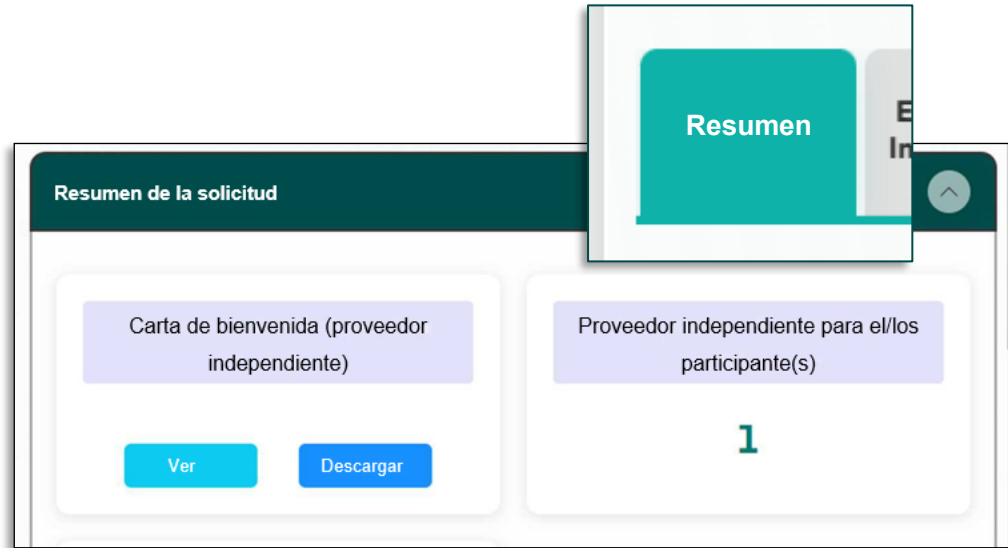 Resumen
E
In
Resumen de la solicitud
Carta de bienvenida (proveedor
independiente)
Proveedor independiente para el/los
participante(s)
1
Ver
Descargar